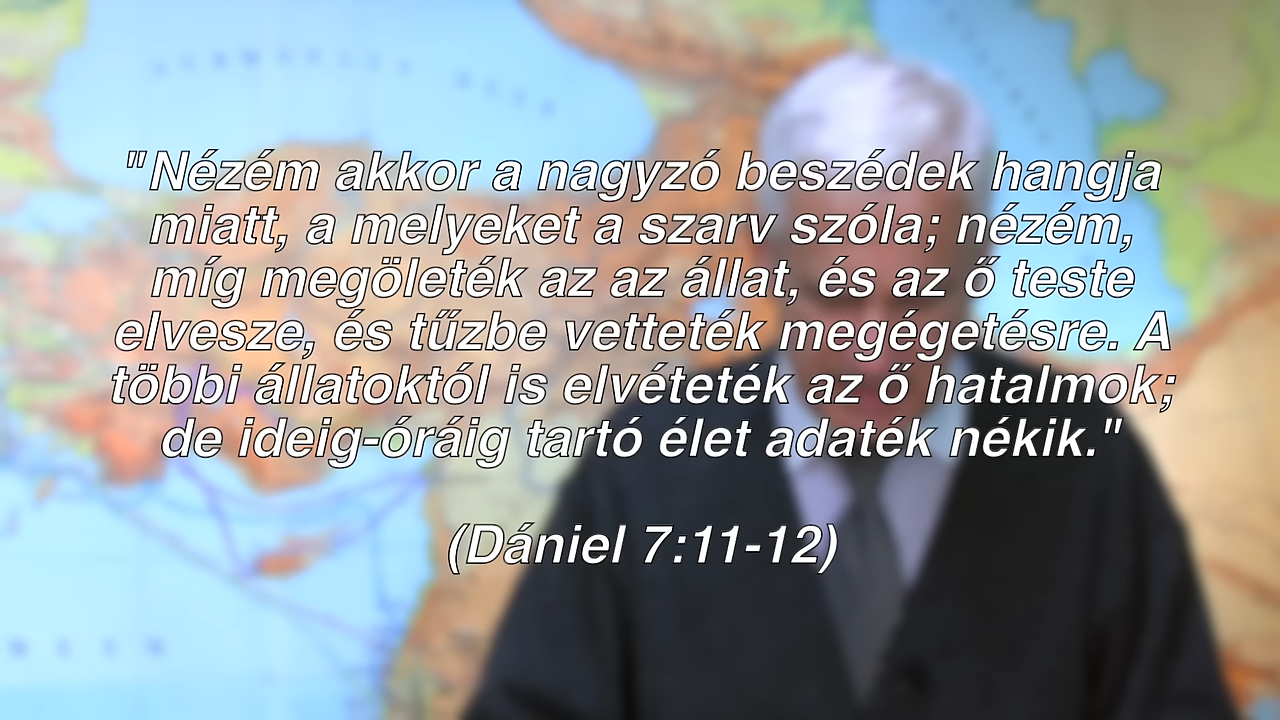 "Nézém akkor a nagyzó beszédek hangja
miatt, a melyeket a szarv szóla; nézém,
míg megöleték az az állat, és az ő teste
elvesze, és tűzbe vetteték megégetésre. A
többi állatoktól is elvéteték az ő hatalmok;
de ideig-óráig tartó élet adaték nékik."
(Dániel 7:11-12)